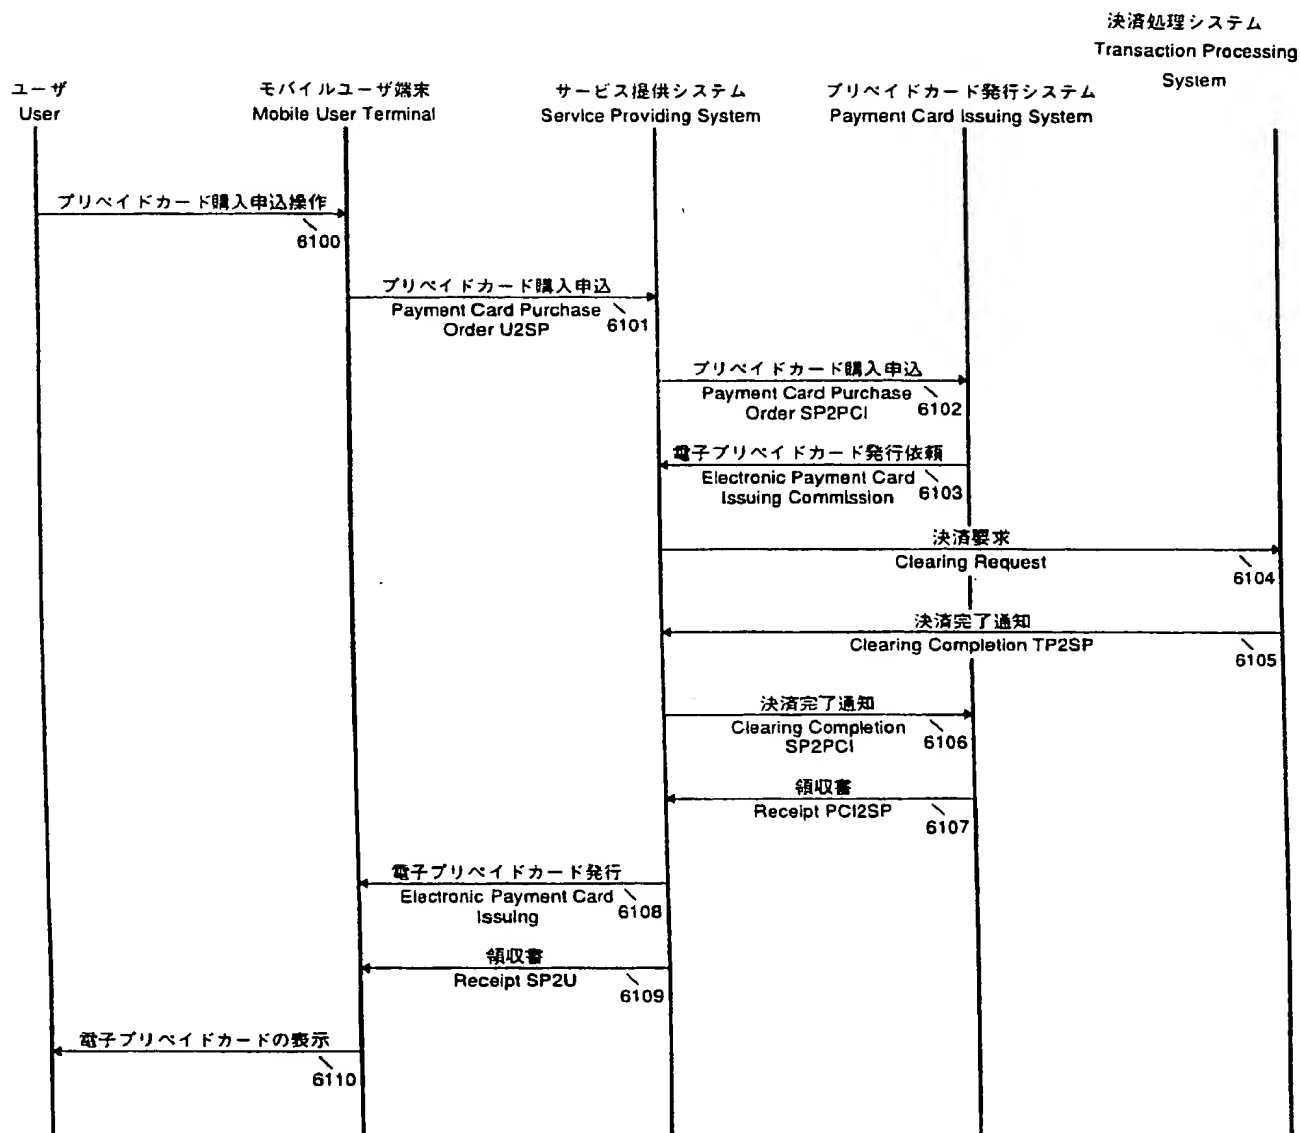 決済処理システム
Transaction Processing
System
ユーザ
User
モバイルユーザ端末
Mobile User Terminal
サービス提供システム
Service Providing System
プリペイドカード発行システム
Payment Card Issuing System
プリペイドカード購入申込操作
6100
プリペイドカード購入申込
Payment Card Purchase
Order U2SP
6101
プリペイドカード購入申込
Payment Card Purchase
Order SP2PCI
6102
電子プリペイドカード発行依頼
Electronic Payment Card
Issuing Commission
6103
決済要求
Clearing Request
6104
決済完了通知
Clearing Completion TP2SP
6105
決済完了通知
Clearing Completion
SP2PCI
6106
領収書
Receipt PCI2SP
6107
電子プリペイドカード発行
Electronic Payment Card
Issuing
6108
領収書
Receipt SP2U
6109
電子プリペイドカードの表示
6110